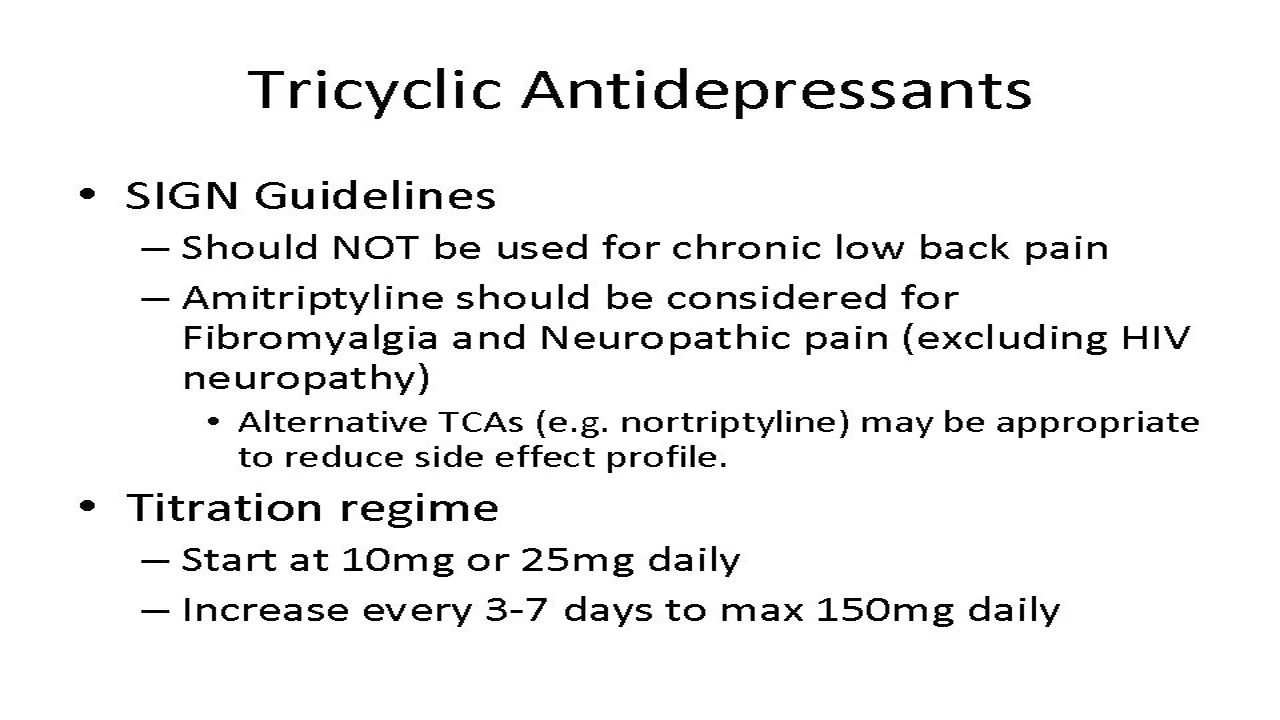 Tricyclic Antidepressants
• SIGN Guidelines
– Should NOT be used for chronic low back pain
– Amitriptyline should be considered for
Fibromyalgia and Neuropathic pain (excluding HIV
neuropathy)
• Alternative TCAs (e.g. nortriptyline) may be appropriate
to reduce side effect profile.
• Titration regime
– Start at 10mg or 25mg daily
– Increase every 3-7 days to max 150mg daily